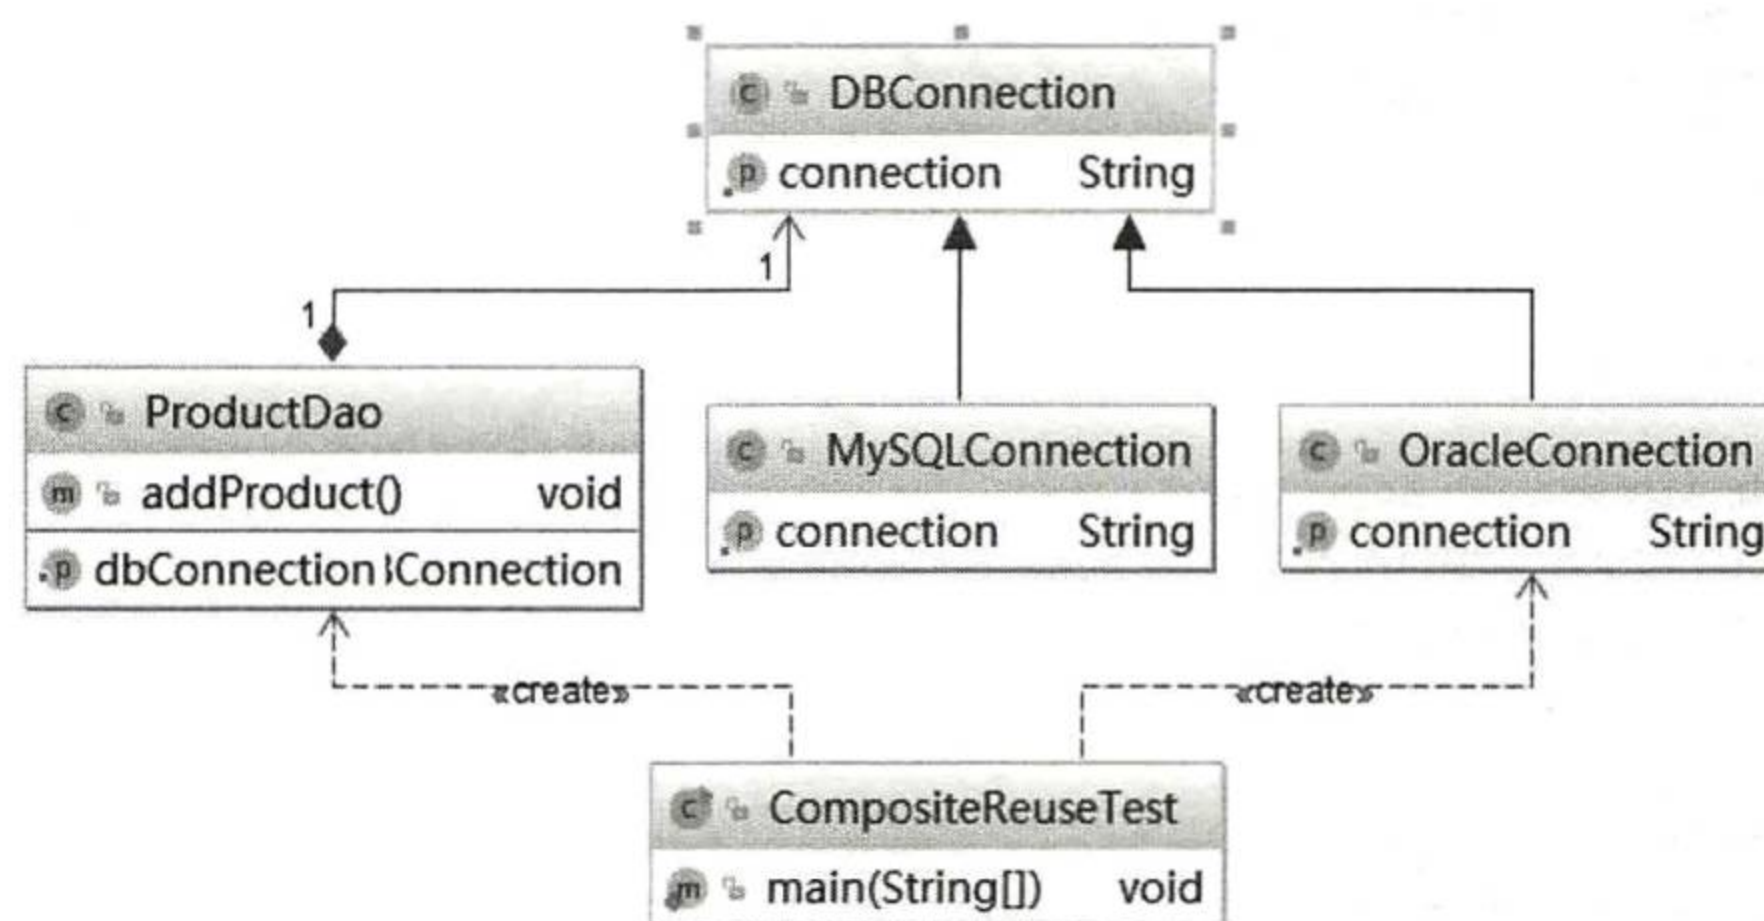 DBConnection
connection String
1
1
ProductDao
addProduct() void
dbConnection Connection
MySQLConnection
connection String
OracleConnection
connection String
«create»
«create»
CompositeReuseTest
main(String[]) void